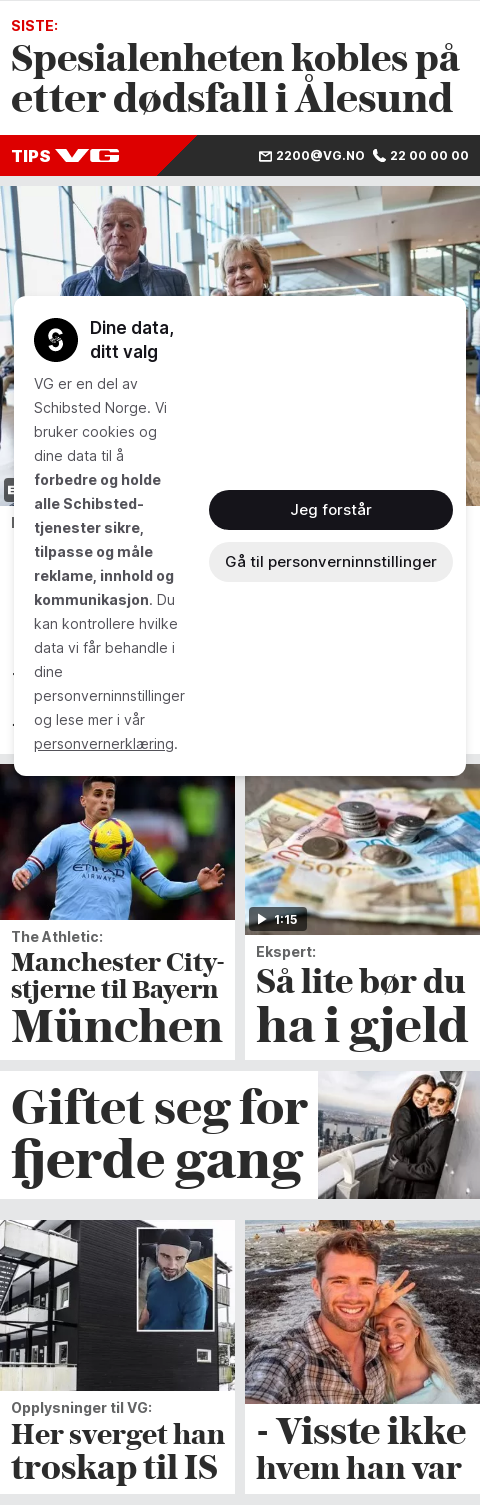 SISTE:
Spesialenheten kobles på
etter dødsfall i Ålesund
TIPS VG
2200@VG.NO 22 00 00 00
Dine data,
ditt valg
VG er en del av
Schibsted Norge. Vi
bruker cookies og
dine data til å
forbedre og holde
alle Schibsted-
tjenester sikre,
tilpasse og måle
reklame, innhold og
kommunikasjon. Du
kan kontrollere hvilke
data vi får behandle i
dine
personverninnstillinger
og lese mer i vår
personvernerklæring.
Jeg forstår
Gå til personverninnstillinger
ETIHAD
AIRWAYS
The Athletic:
Manchester City-
stjerne til Bayern
München
1:15
Ekspert:
Så lite bør du
ha i gjeld
Giftet seg for
fjerde gang
Opplysninger til VG:
Her sverget han
troskap til IS
- Visste ikke
hvem han var